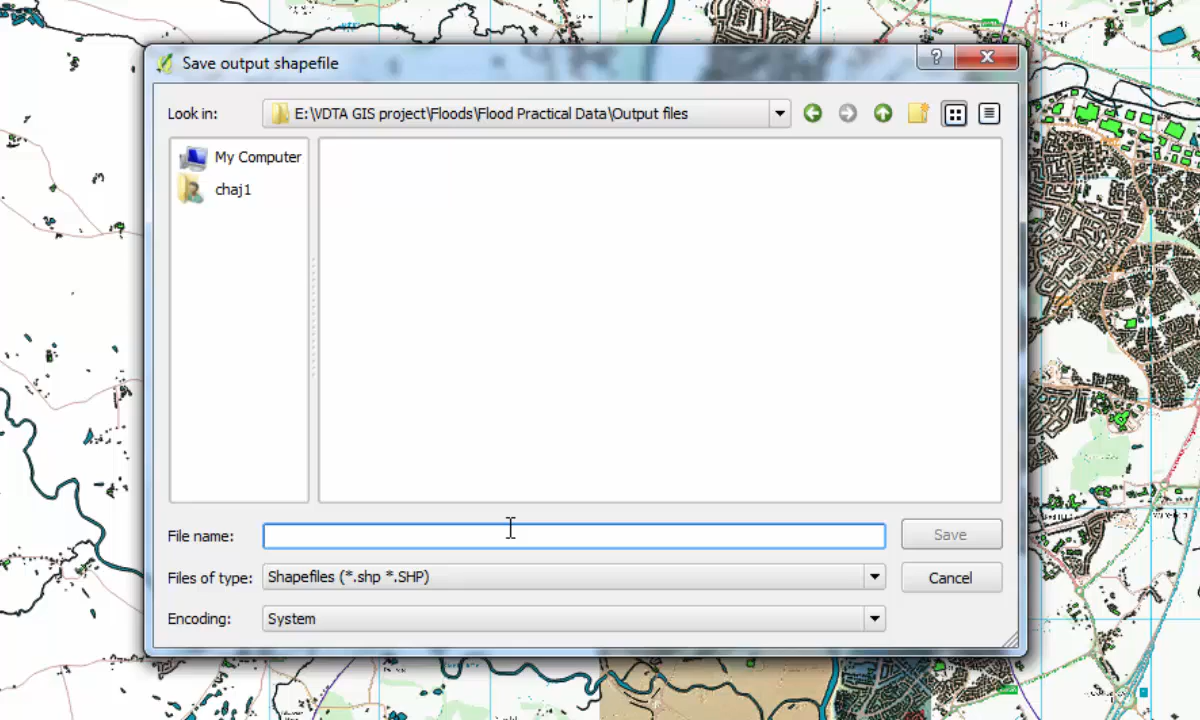 Save output shapefile
?
Look in: E:\VDTA GIS project\Floods\Flood Practical Data\Output files
My Computer
chaj1
File name: Save
Files of type: Shapefiles (*.shp *.SHP) Cancel
Encoding: System